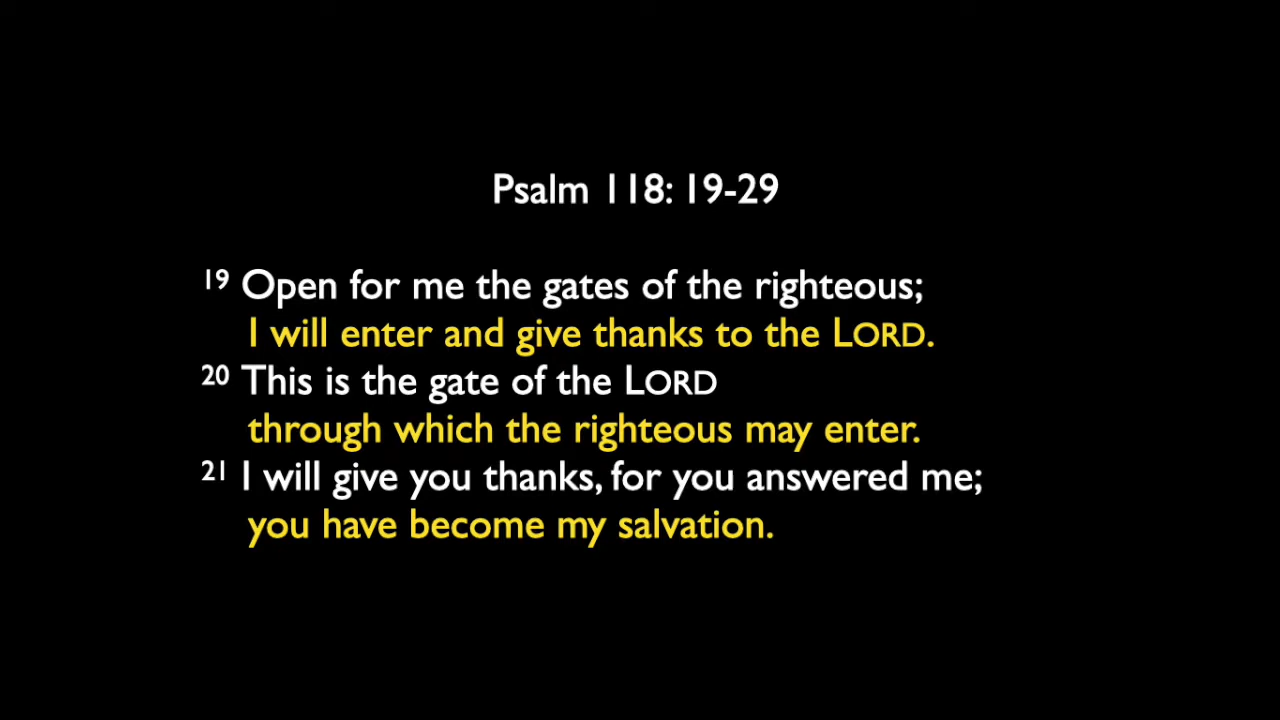 Psalm 118: 19-29
19 Open for me the gates of the righteous;
I will enter and give thanks to the LORD.
20 This is the gate of the LORD
through which the righteous may enter.
21 I will give you thanks, for you answered me;
you have become my salvation.